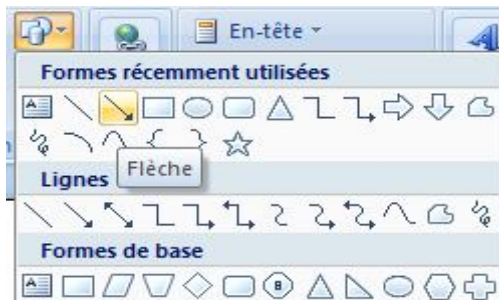 En-tête
Formes récemment utilisées
Flèche
Lignes
Formes de base